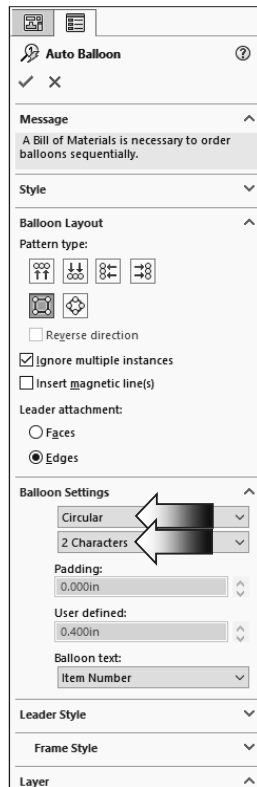 Auto Balloon
Message
A Bill of Materials is necessary to order
balloons sequentially.
Style
Balloon Layout
Pattern type:
Reverse direction
Ignore multiple instances
Insert magnetic line(s)
Leader attachment:
Faces
Edges
Balloon Settings
Circular
2 Characters
Padding:
0.000in
User defined:
0.400in
Balloon text:
Item Number
Leader Style
Frame Style
Layer